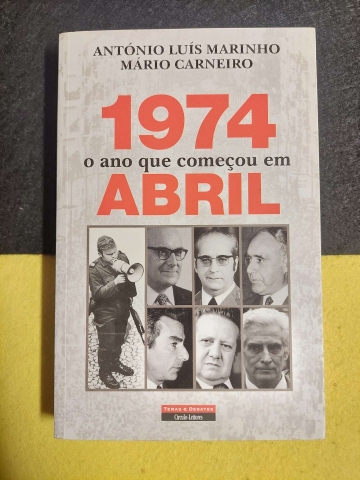 ANTÓNIO LUÍS MARINHO
MÁRIO CARNEIRO
1974
o ano que começou em
ABRIL
TEMAS E DEBATES
Círculo-Leitores